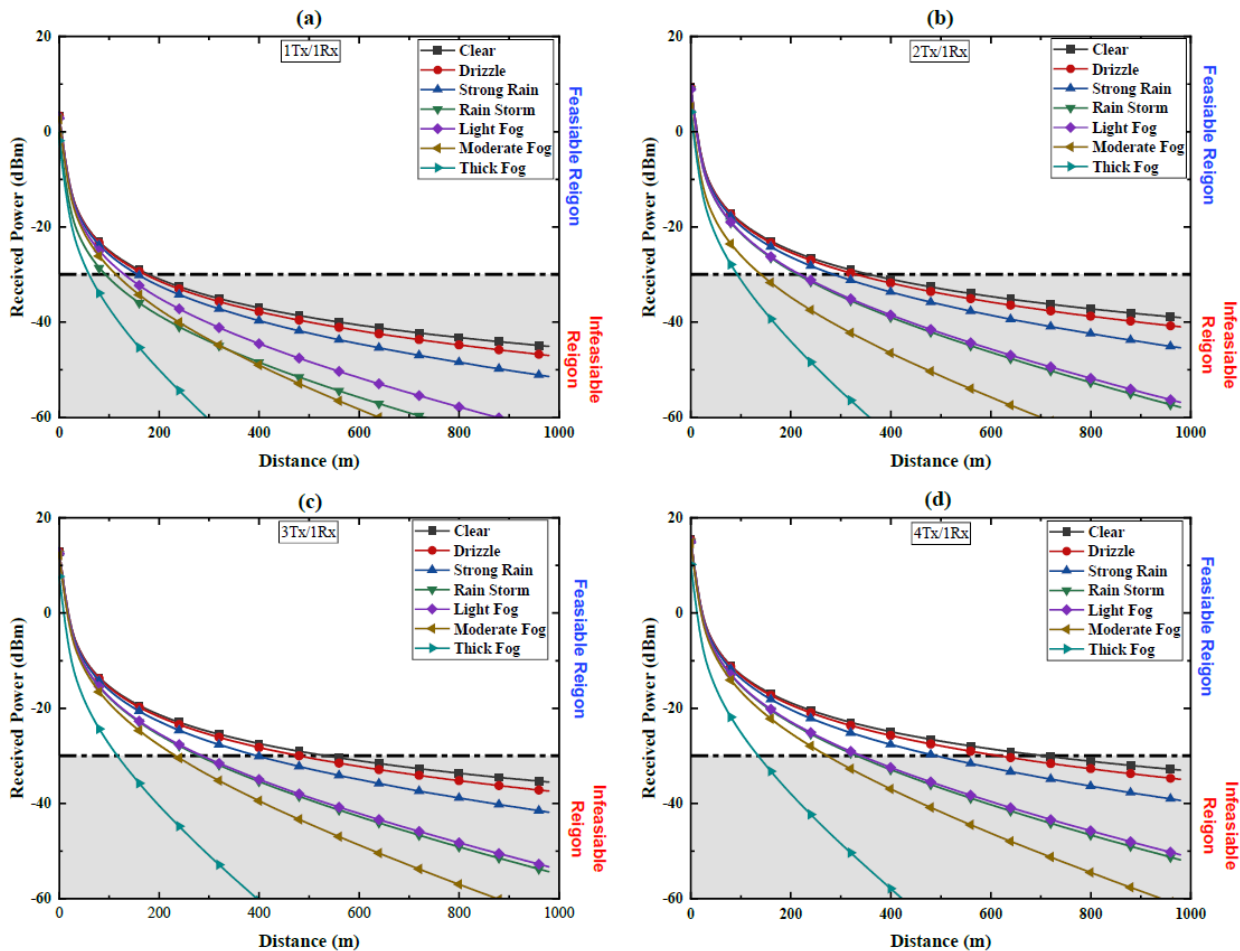 (a)
1Tx/1Rx
Clear
Drizzle
Strong Rain
Rain Storm
Light Fog
Moderate Fog
Thick Fog
20
0
-20
-40
-60
0
200
400
600
800
1000
Received Power (dBm)
Distance (m)
Feasiable Reigon
Infeasiable
Reigon
(b)
2Tx/1Rx
Clear
Drizzle
Strong Rain
Rain Storm
Light Fog
Moderate Fog
Thick Fog
20
0
-20
-40
-60
0
200
400
600
800
1000
Received Power (dBm)
Distance (m)
Feasiable Reigon
Infeasiable
Reigon
(c)
3Tx/1Rx
Clear
Drizzle
Strong Rain
Rain Storm
Light Fog
Moderate Fog
Thick Fog
20
0
-20
-40
-60
0
200
400
600
800
1000
Received Power (dBm)
Distance (m)
Feasiable Reigon
Infeasiable
Reigon
(d)
4Tx/1Rx
Clear
Drizzle
Strong Rain
Rain Storm
Light Fog
Moderate Fog
Thick Fog
20
0
-20
-40
-60
0
200
400
600
800
1000
Received Power (dBm)
Distance (m)
Feasiable Reigon
Infeasiable
Reigon